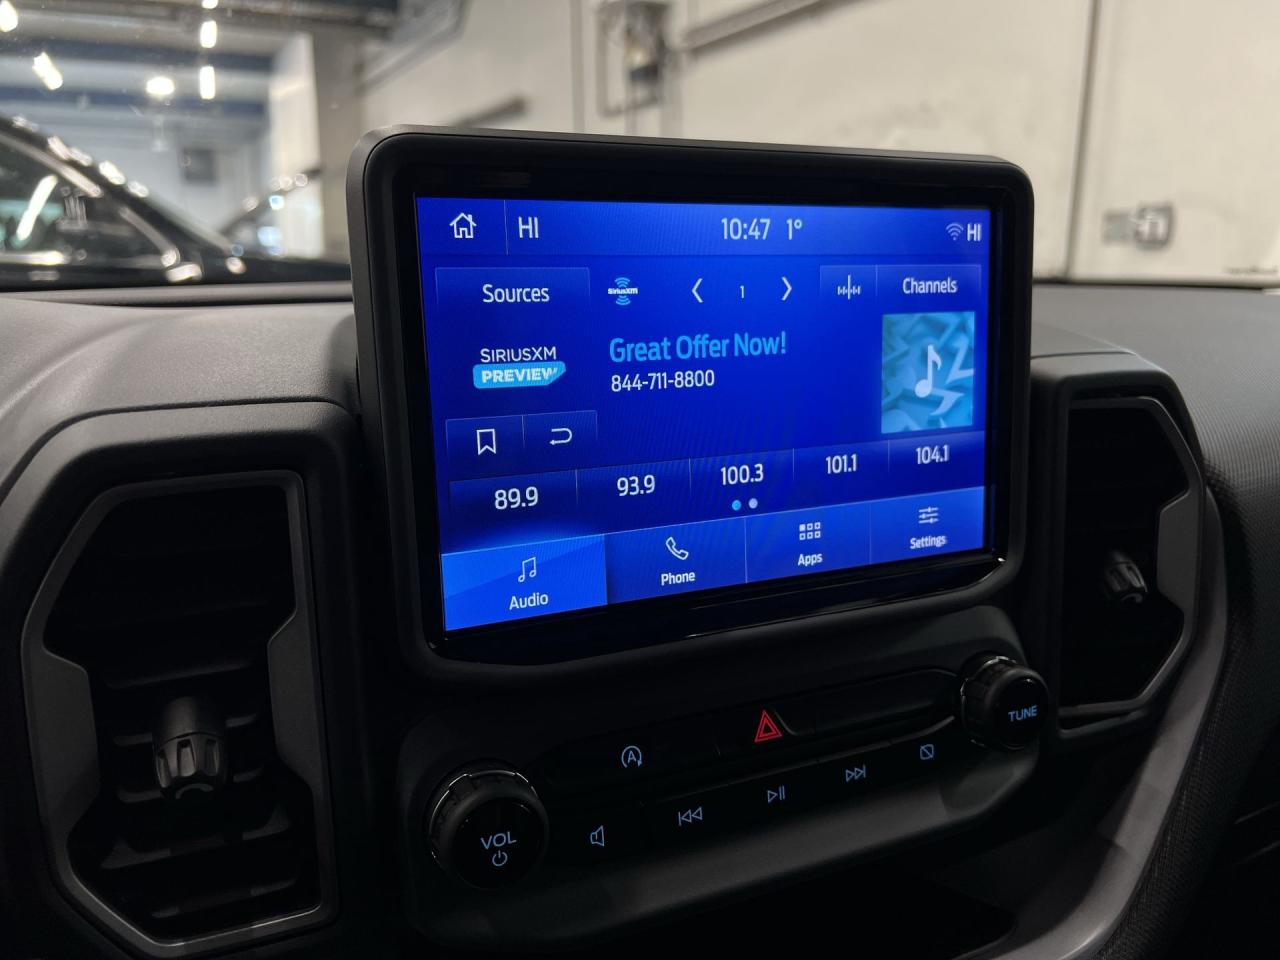 HI
10:47 1°
HI
Sources
SiriusXM
1
Channels
SIRIUSXM
PREVIEW
Great Offer Now!
844-711-8800
89.9
93.9
100.3
101.1
104.1
Audio
Phone
Apps
Settings
A
TUNE
VOL